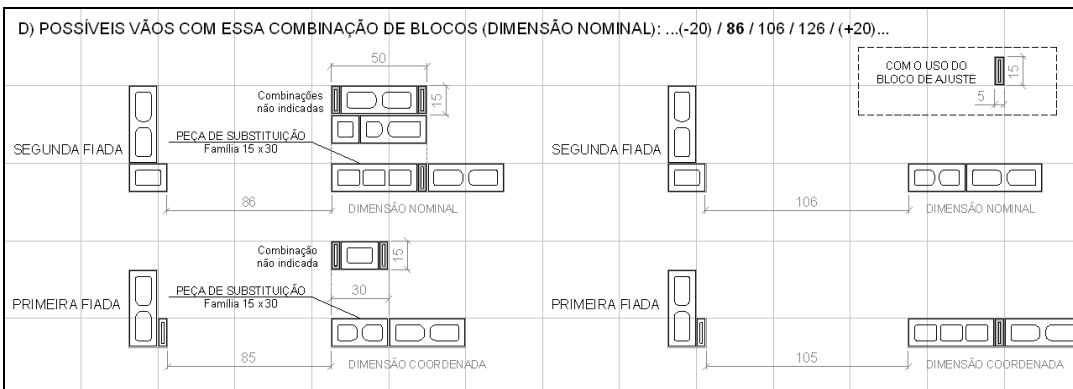 D) POSSÍVEIS VÃOS COM ESSA COMBINAÇÃO DE BLOCOS (DIMENSÃO NOMINAL): ...(-20) / 86 / 106 / 126 / (+20)...
50
Combinações
não indicadas
15
PEÇA DE SUBSTITUIÇÃO
Família 15 x 30
SEGUNDA FIADA
86
DIMENSÃO NOMINAL
COM O USO DO
BLOCO DE AJUSTE
15
5
SEGUNDA FIADA
106
DIMENSÃO NOMINAL
Combinação
não indicada
15
30
PEÇA DE SUBSTITUIÇÃO
Família 15 x 30
PRIMEIRA FIADA
85
DIMENSÃO COORDENADA
PRIMEIRA FIADA
105
DIMENSÃO COORDENADA